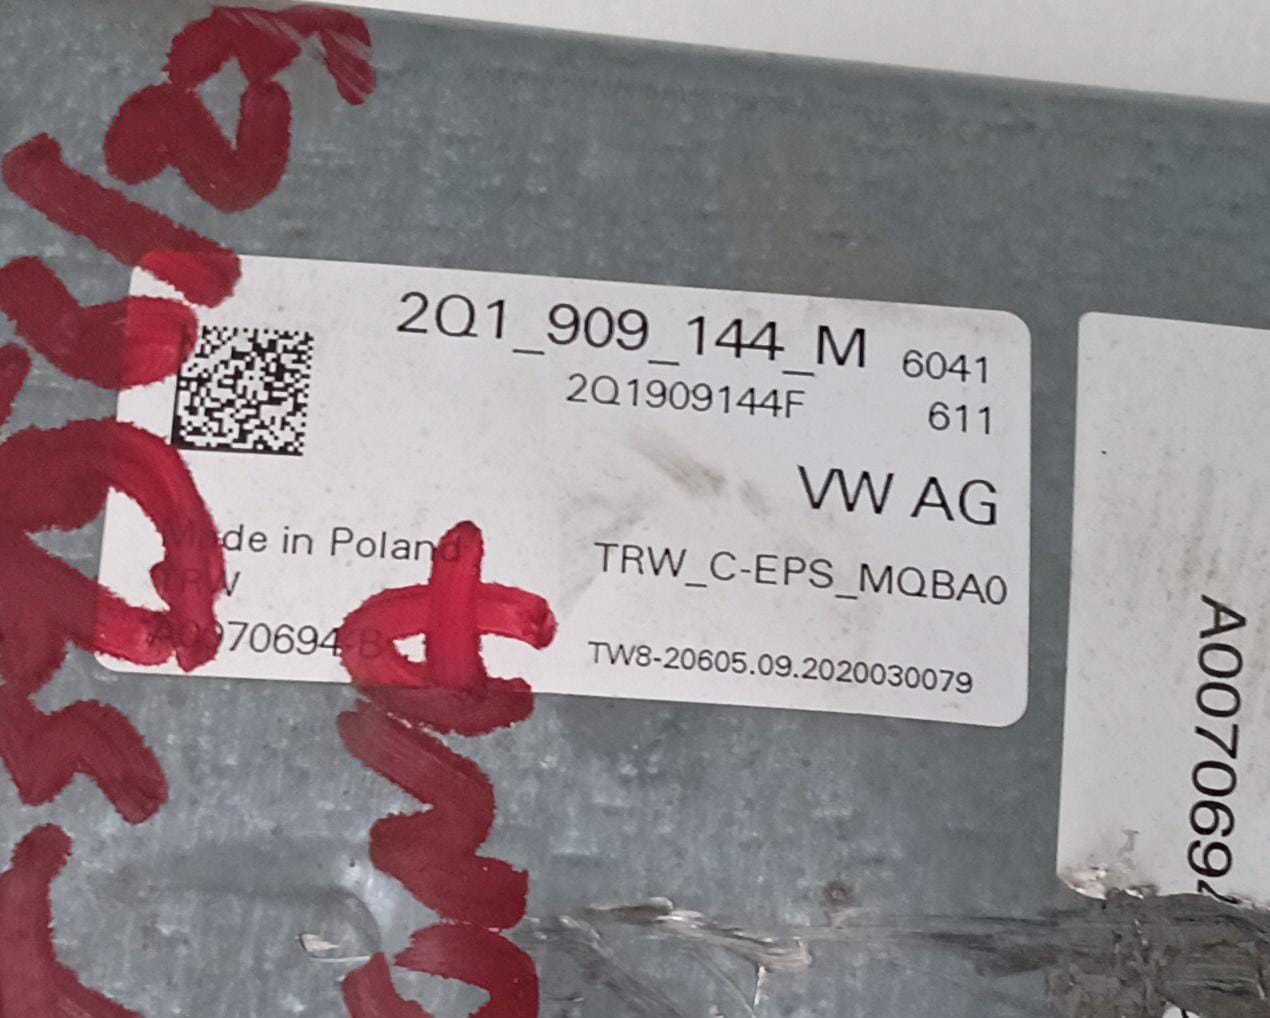 2Q1_909_144_M 6041
2Q1909144F 611
VW AG
Made in Poland
TRW_C-EPS_MQBA0
TRW
A0070694-B
TW8-20605.09.2020030079
A0070694